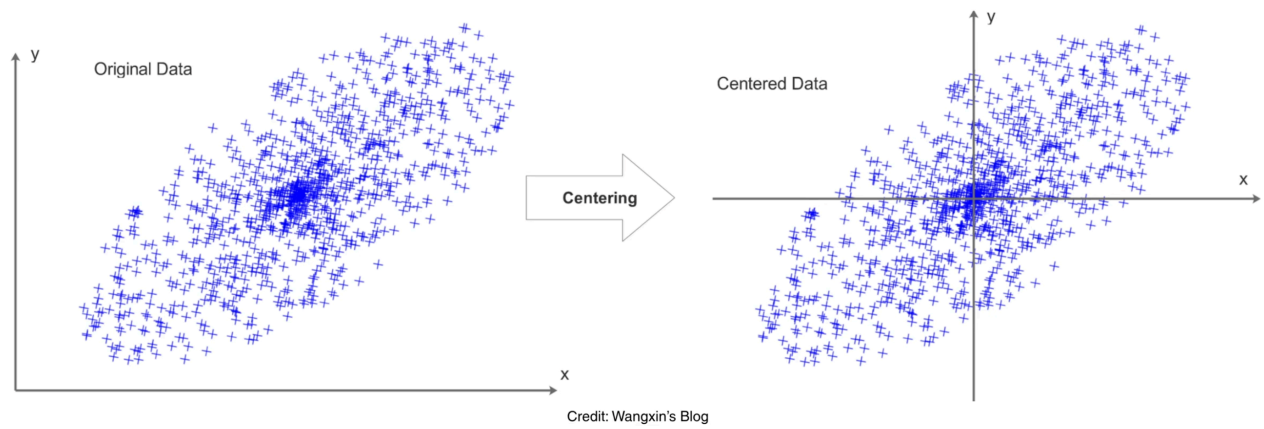 y
Original Data
x
Centering
y
Centered Data
x
Credit: Wangxin's Blog